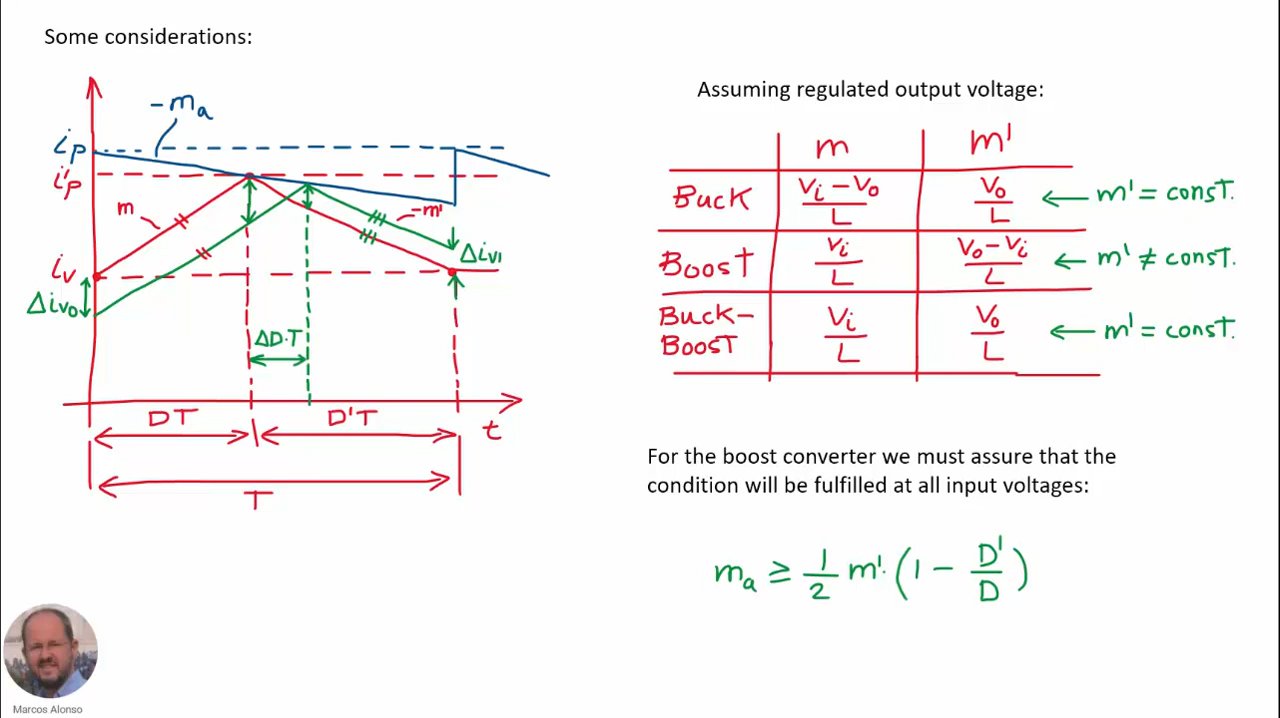 Some considerations:
-ma
ip
i'p
m
-m'
iv
Δiv0
Δiv1
ΔD·T
DT
D'T
t
T
Assuming regulated output voltage:
m m'
Buck Vi-Vo/L Vo/L ← m' = const.
Boost Vi/L Vo-Vi/L ← m' ≠ const.
Buck-Boost Vi/L Vo/L ← m' = const.
For the boost converter we must assure that the
condition will be fulfilled at all input voltages:
ma ≥ 1/2 m'·(1 - D'/D)
Marcos Alonso